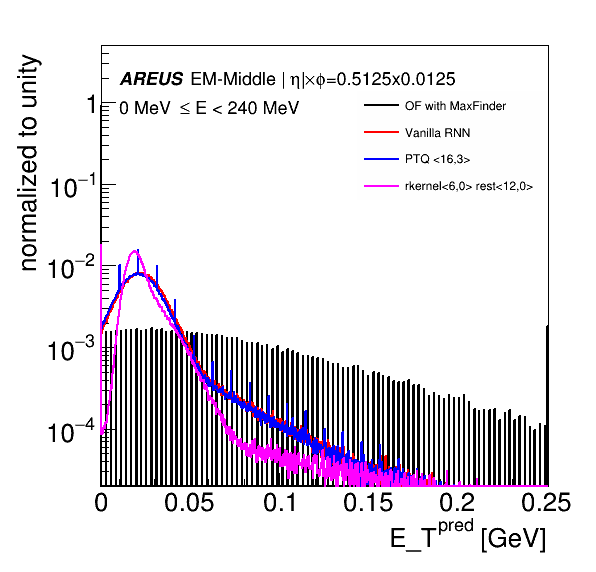 normalized to unity
AREUS EM-Middle | η|×ϕ=0.5125x0.0125
0 MeV ≤ E < 240 MeV
OF with MaxFinder
Vanilla RNN
PTQ <16,3>
rkernel<6,0> rest<12,0>
1
10⁻¹
10⁻²
10⁻³
10⁻⁴
0 0.05 0.1 0.15 0.2 0.25
E_T^pred [GeV]